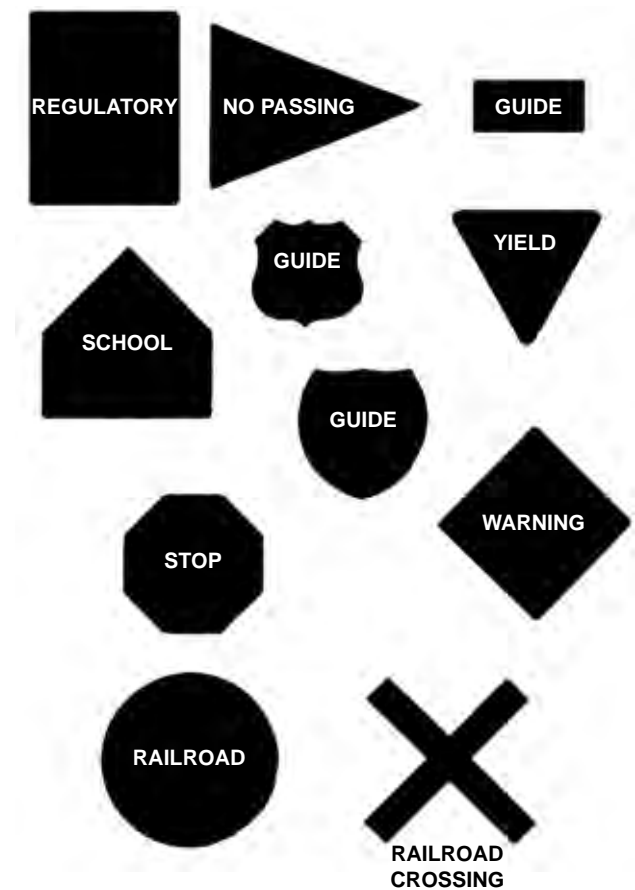 REGULATORY
NO PASSING
GUIDE
GUIDE
YIELD
SCHOOL
GUIDE
WARNING
STOP
RAILROAD
RAILROAD
CROSSING